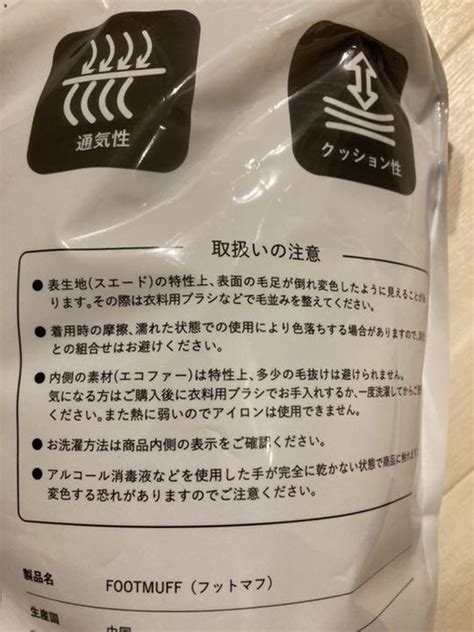 通気性
クッション性
取扱いの注意
● 表生地(スエード)の特性上、表面の毛足が倒れ変色したように見えることが
ります。その際は衣料用ブラシなどで毛並みを整えてください。
● 着用時の摩擦、濡れた状態での使用により色落ちする場合がありますので、
との組合せはお避けください。
● 内側の素材(エコファー)は特性上、多少の毛抜けは避けられません。
気になる方はご購入後に衣料用ブラシでお手入れするか、一度洗濯してからご
ください。また熱に弱いのでアイロンは使用できません。
● お洗濯方法は商品内側の表示をご確認ください。
● アルコール消毒液などを使用した手が完全に乾かない状態で商品に触れ
変色する恐れがありますのでご注意ください。
製品名 FOOTMUFF（フットマフ）
生産国 中国